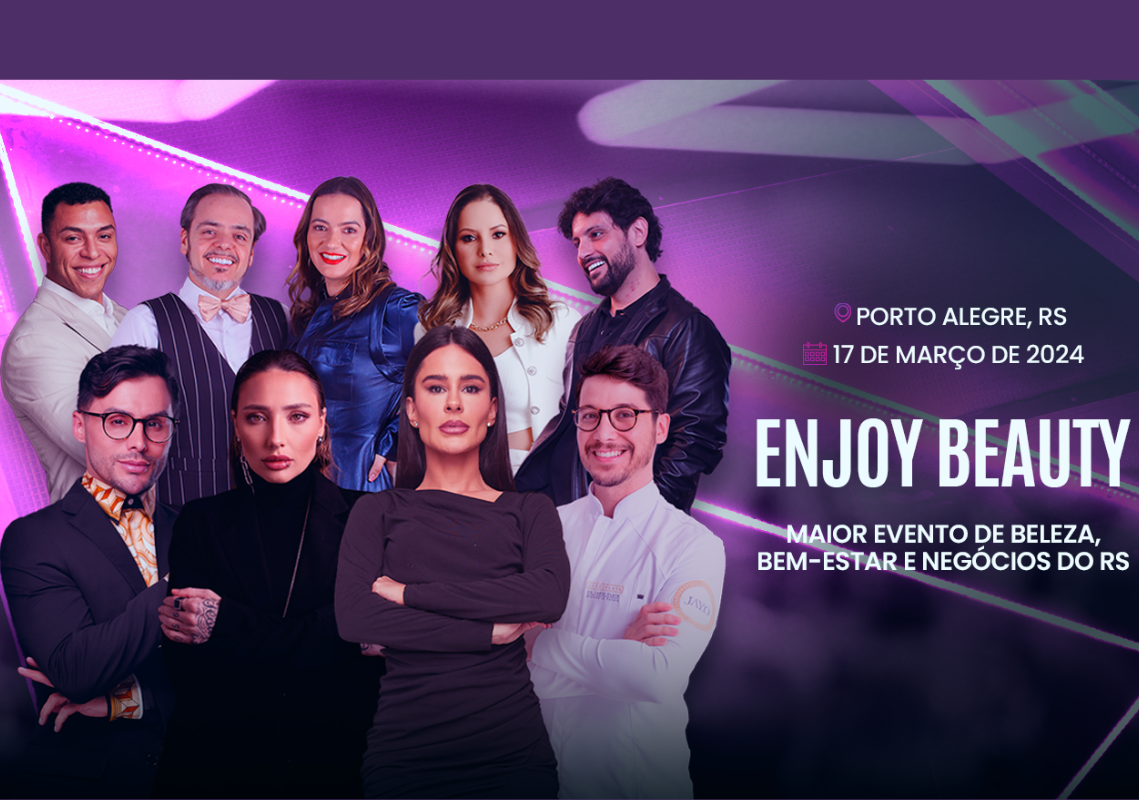 PORTO ALEGRE, RS
17 DE MARÇO DE 2024
ENJOY BEAUTY
MAIOR EVENTO DE BELEZA,
BEM-ESTAR E NEGÓCIOS DO RS